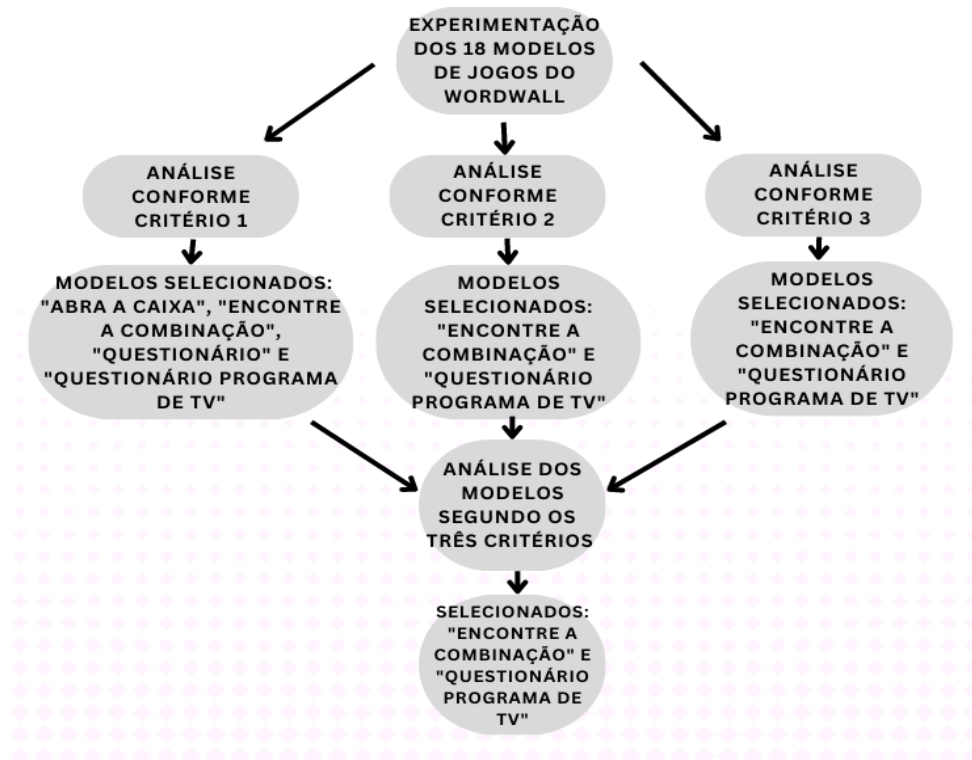 EXPERIMENTAÇÃO
DOS 18 MODELOS
DE JOGOS DO
WORDWALL
ANÁLISE
CONFORME
CRITÉRIO 1
ANÁLISE
CONFORME
CRITÉRIO 2
ANÁLISE
CONFORME
CRITÉRIO 3
MODELOS SELECIONADOS:
"ABRA A CAIXA", "ENCONTRE
A COMBINAÇÃO",
"QUESTIONÁRIO" E
"QUESTIONÁRIO PROGRAMA
DE TV"
MODELOS
SELECIONADOS:
"ENCONTRE A
COMBINAÇÃO" E
"QUESTIONÁRIO
PROGRAMA DE TV"
MODELOS
SELECIONADOS:
"ENCONTRE A
COMBINAÇÃO" E
"QUESTIONÁRIO
PROGRAMA DE TV"
ANÁLISE DOS
MODELOS
SEGUNDO OS
TRÊS CRITÉRIOS
SELECIONADOS:
"ENCONTRE A
COMBINAÇÃO" E
"QUESTIONÁRIO
PROGRAMA DE
TV"